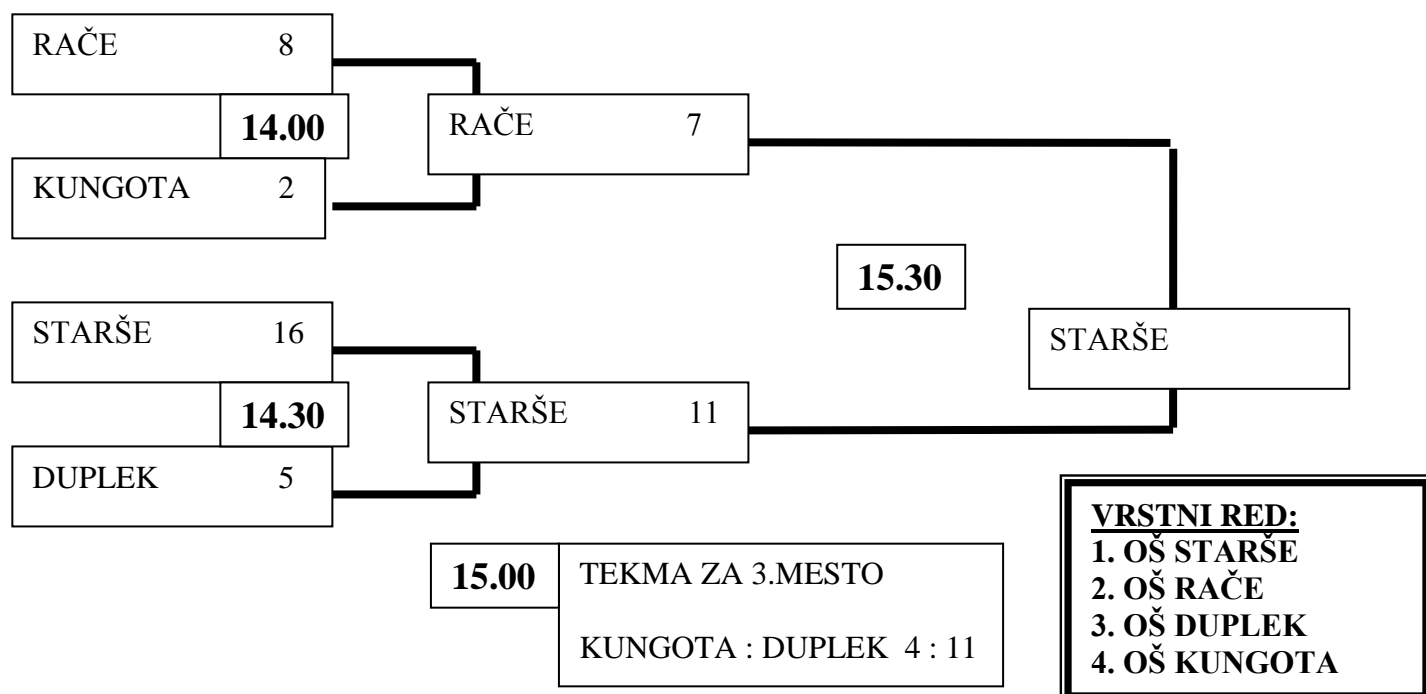 RAČE 8
14.00
KUNGOTA 2
RAČE 7
STARŠE 16
14.30
DUPLEK 5
STARŠE 11
15.30
STARŠE
15.00
TEKMA ZA 3.MESTO
KUNGOTA : DUPLEK 4 : 11
VRSTNI RED:
1. OŠ STARŠE
2. OŠ RAČE
3. OŠ DUPLEK
4. OŠ KUNGOTA